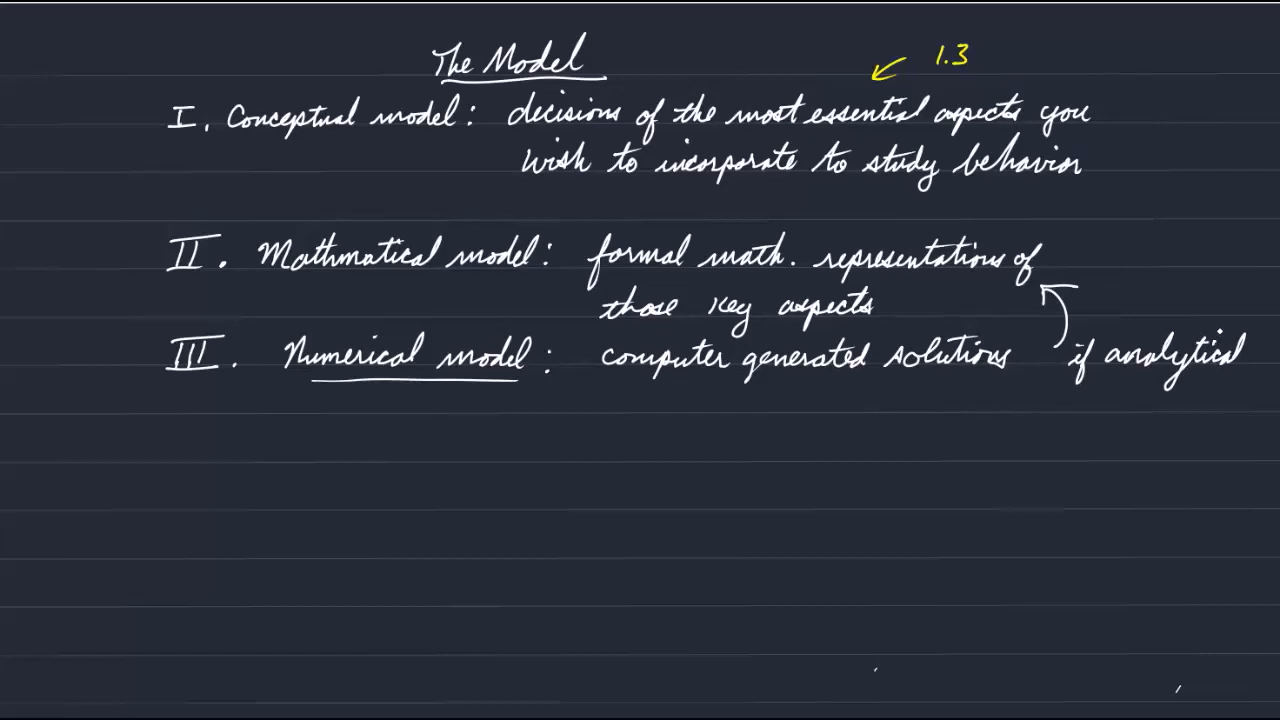 The Model
1.3
I. Conceptual model: decisions of the most essential aspects you
wish to incorporate to study behavior
II. Mathmatical model: formal math. representations of
those key aspects
III. Numerical model: computer generated solutions if analytical